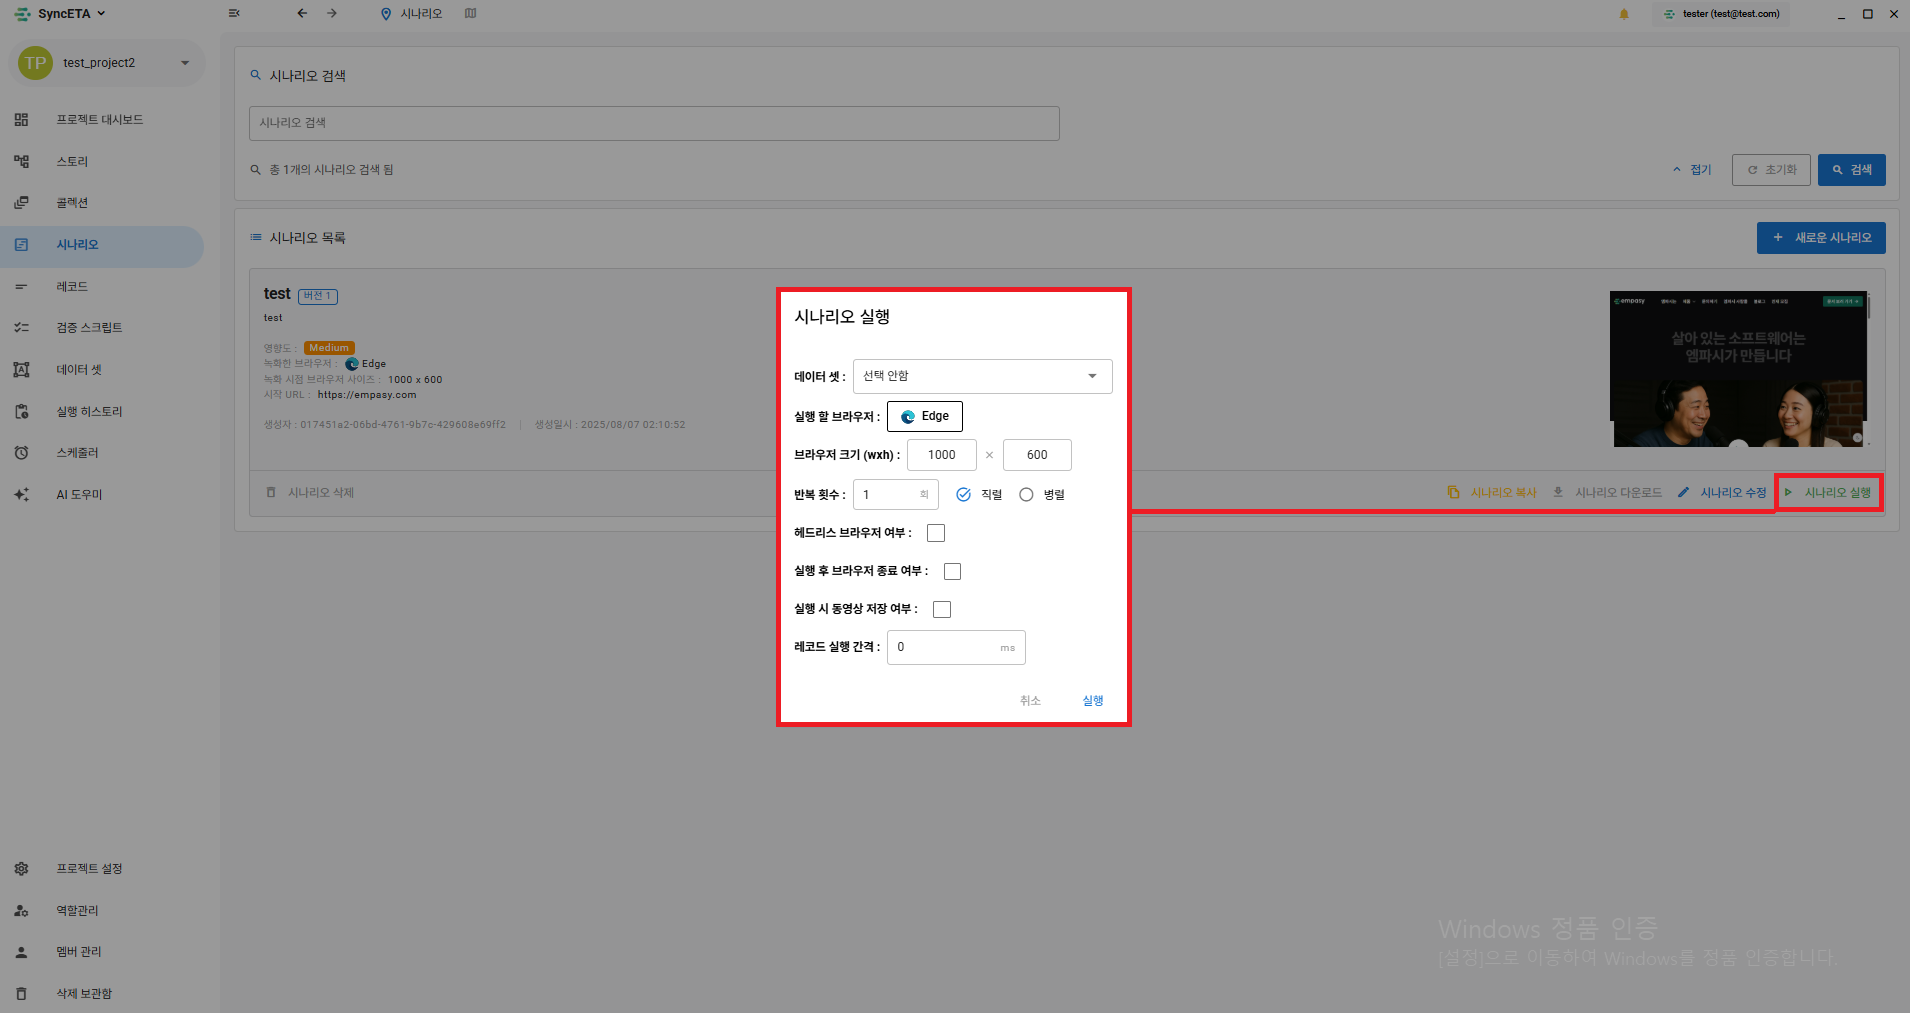 SyncETA
시나리오
tester (test@test.com)
TP
test_project2
프로젝트 대시보드
스토리
콜렉션
시나리오
레코드
검증 스크립트
데이터 셋
실행 히스토리
스케줄러
AI 도우미
프로젝트 설정
역할관리
멤버 관리
삭제 보관함
시나리오 검색
시나리오 검색
총 1개의 시나리오 검색 됨
접기
초기화
검색
시나리오 목록
+ 새로운 시나리오
test 버전 1
test
영향도 : Medium
녹화한 브라우저 : Edge
녹화 시점 브라우저 사이즈 : 1000 x 600
시작 URL : https://empasy.com
생성자 : 017451a2-06bd-4761-9b7c-429608e69ff2 | 생성일시 : 2025/08/07 02:10:52
empasy
살아 있는 소프트웨어는
엠파시가 만듭니다
시나리오 삭제
시나리오 복사
시나리오 다운로드
시나리오 수정
시나리오 실행
시나리오 실행
데이터 셋 : 선택 안함
실행 할 브라우저 : Edge
브라우저 크기 (wxh) : 1000 × 600
반복 횟수 : 1 회 직렬 병렬
헤드리스 브라우저 여부 :
실행 후 브라우저 종료 여부 :
실행 시 동영상 저장 여부 :
레코드 실행 간격 : 0 ms
취소 실행
Windows 정품 인증
[설정]으로 이동하여 Windows를 정품 인증합니다.